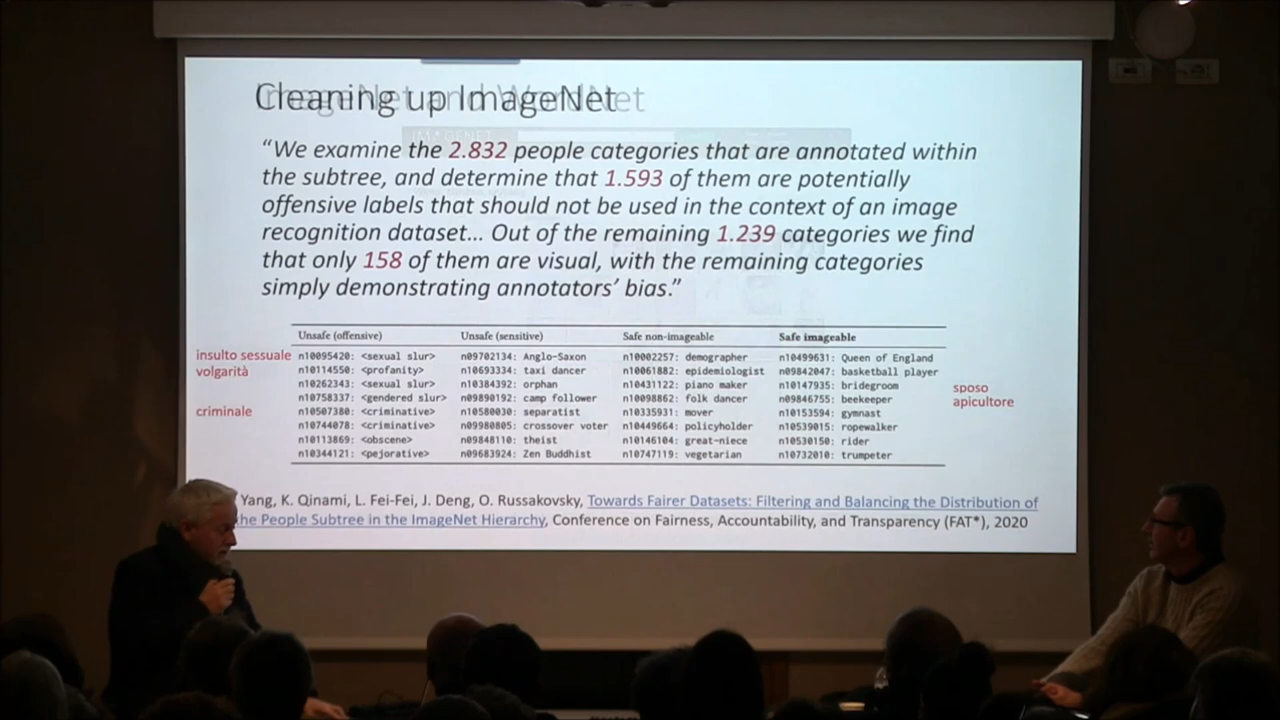 Cleaning up ImageNet
ImageNet and WordNet
“We examine the 2.832 people categories that are annotated within
the subtree, and determine that 1.593 of them are potentially
offensive labels that should not be used in the context of an image
recognition dataset... Out of the remaining 1.239 categories we find
that only 158 of them are visual, with the remaining categories
simply demonstrating annotators’ bias.”
Unsafe (offensive) Unsafe (sensitive) Safe non-imageable Safe imageable
insulto sessuale n10095420: <sexual slur> n09702134: Anglo-Saxon n10002257: demographer n10499631: Queen of England
volgarità n10114550: <profanity> n10693334: taxi dancer n10061882: epidemiologist n09842047: basketball player
n10262343: <sexual slur> n10384392: orphan n10431122: piano maker n10147935: bridegroom sposo
n10758337: <gendered slur> n09890192: camp follower n10098862: folk dancer n09846755: beekeeper apicultore
criminale n10507380: <criminative> n10580030: separatist n10335931: mover n10153594: gymnast
n10744078: <criminative> n09980805: crossover voter n10449664: policyholder n10539015: ropewalker
n10113869: <obscene> n09848110: theist n10146104: great-niece n10530150: rider
n10344121: <pejorative> n09683924: Zen Buddhist n10747119: vegetarian n10732010: trumpeter
Yang, K. Qinami, L. Fei-Fei, J. Deng, O. Russakovsky, Towards Fairer Datasets: Filtering and Balancing the Distribution of
he People Subtree in the ImageNet Hierarchy, Conference on Fairness, Accountability, and Transparency (FAT*), 2020